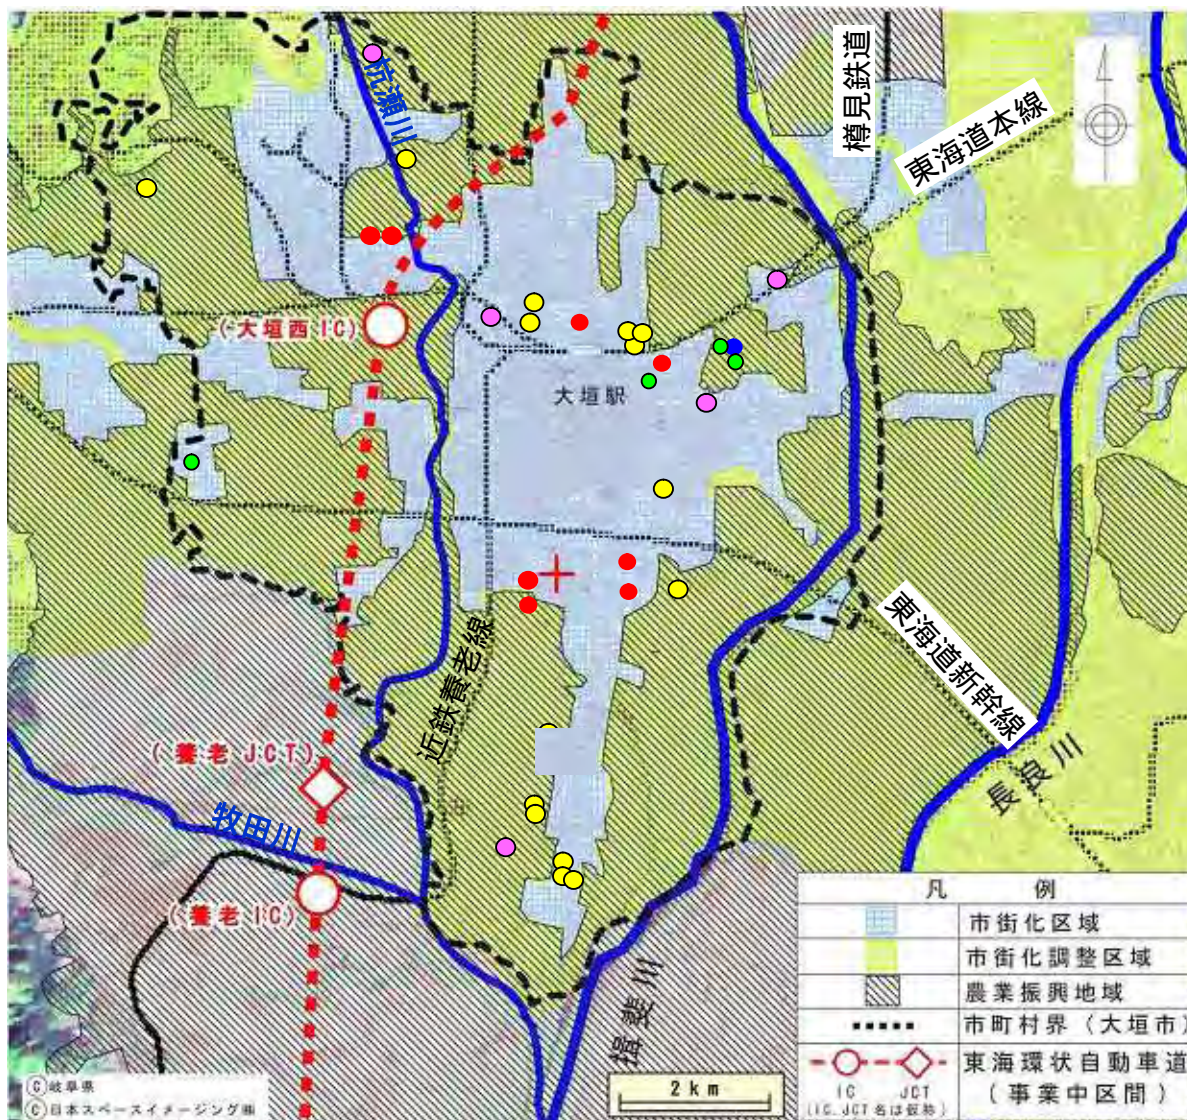 樽見鉄道
東海道本線
杭瀬川
(大垣西IC)
大垣駅
東海道新幹線
近鉄養老線
(養老JCT)
長良川
牧田川
(養老IC)
揖斐川
凡 例
市街化区域
市街化調整区域
農業振興地域
市町村界(大垣市)
東海環状自動車道
(事業中区間)
IC JCT
(IC、JCT名は仮称)
2km
Ⓒ岐阜県
Ⓒ日本スペースイメージング㈱